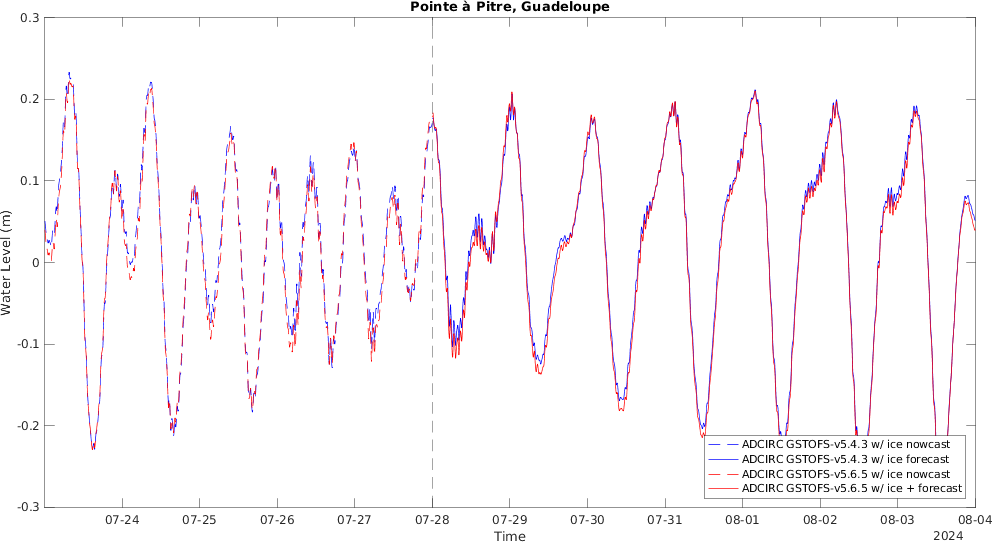 Pointe à Pitre, Guadeloupe
0.3
0.2
0.1
0
-0.1
-0.2
-0.3
Water Level (m)
ADCIRC GSTOFS-v5.4.3 w/ ice nowcast
ADCIRC GSTOFS-v5.4.3 w/ ice forecast
ADCIRC GSTOFS-v5.6.5 w/ ice nowcast
ADCIRC GSTOFS-v5.6.5 w/ ice + forecast
07-24 07-25 07-26 07-27 07-28 07-29 07-30 07-31 08-01 08-02 08-03 08-04
Time
2024